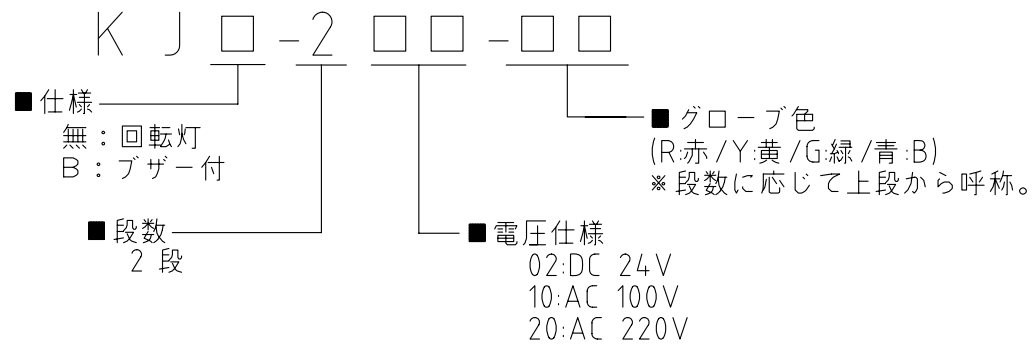 KJ□-2□□-□□
■仕様
無：回転灯
B：ブザー付
■段数
2 段
■グローブ色
(R:赤/Y:黄/G:緑/青:B)
※段数に応じて上段から呼称。
■電圧仕様
02:DC 24V
10:AC 100V
20:AC 220V